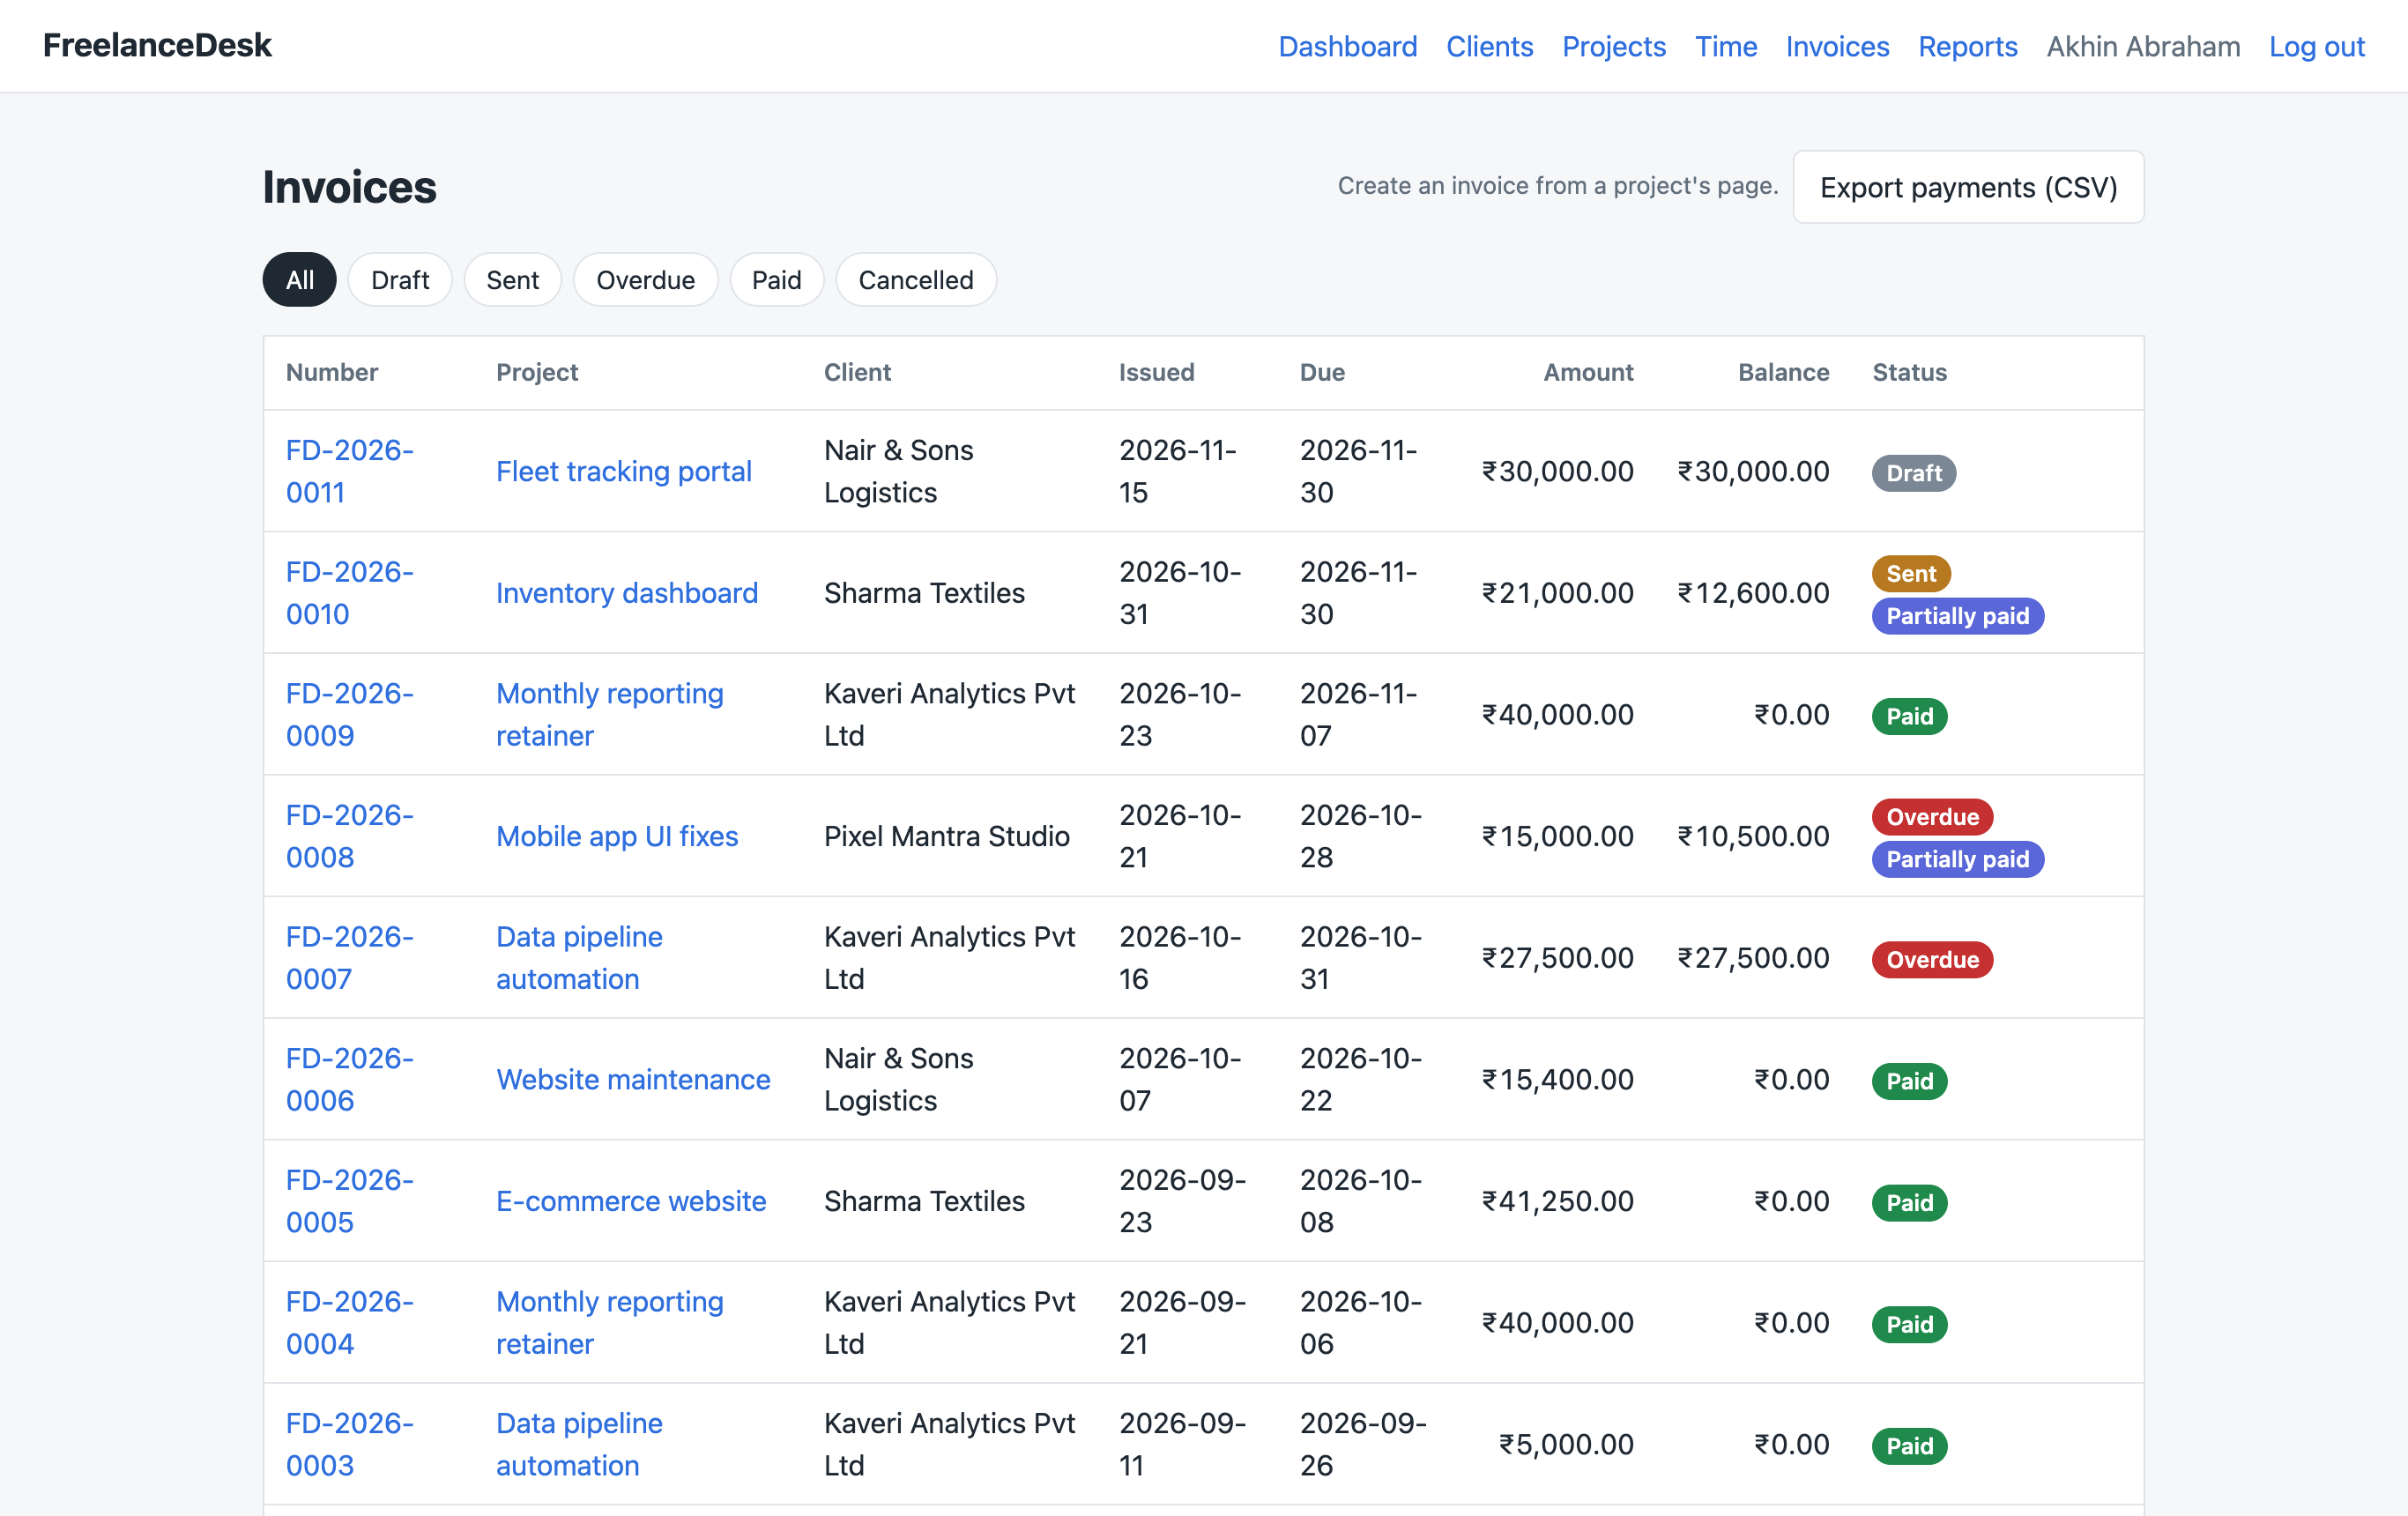 FreelanceDesk
Dashboard Clients Projects Time Invoices Reports Akhin Abraham Log out
Invoices
Create an invoice from a project's page. Export payments (CSV)
All Draft Sent Overdue Paid Cancelled
Number Project Client Issued Due Amount Balance Status
FD-2026-
0011
Fleet tracking portal
Nair & Sons
Logistics
2026-11-
15
2026-11-
30
₹30,000.00
₹30,000.00
Draft
FD-2026-
0010
Inventory dashboard
Sharma Textiles
2026-10-
31
2026-11-
30
₹21,000.00
₹12,600.00
Sent
Partially paid
FD-2026-
0009
Monthly reporting
retainer
Kaveri Analytics Pvt
Ltd
2026-10-
23
2026-11-
07
₹40,000.00
₹0.00
Paid
FD-2026-
0008
Mobile app UI fixes
Pixel Mantra Studio
2026-10-
21
2026-10-
28
₹15,000.00
₹10,500.00
Overdue
Partially paid
FD-2026-
0007
Data pipeline
automation
Kaveri Analytics Pvt
Ltd
2026-10-
16
2026-10-
31
₹27,500.00
₹27,500.00
Overdue
FD-2026-
0006
Website maintenance
Nair & Sons
Logistics
2026-10-
07
2026-10-
22
₹15,400.00
₹0.00
Paid
FD-2026-
0005
E-commerce website
Sharma Textiles
2026-09-
23
2026-10-
08
₹41,250.00
₹0.00
Paid
FD-2026-
0004
Monthly reporting
retainer
Kaveri Analytics Pvt
Ltd
2026-09-
21
2026-10-
06
₹40,000.00
₹0.00
Paid
FD-2026-
0003
Data pipeline
automation
Kaveri Analytics Pvt
Ltd
2026-09-
11
2026-09-
26
₹5,000.00
₹0.00
Paid